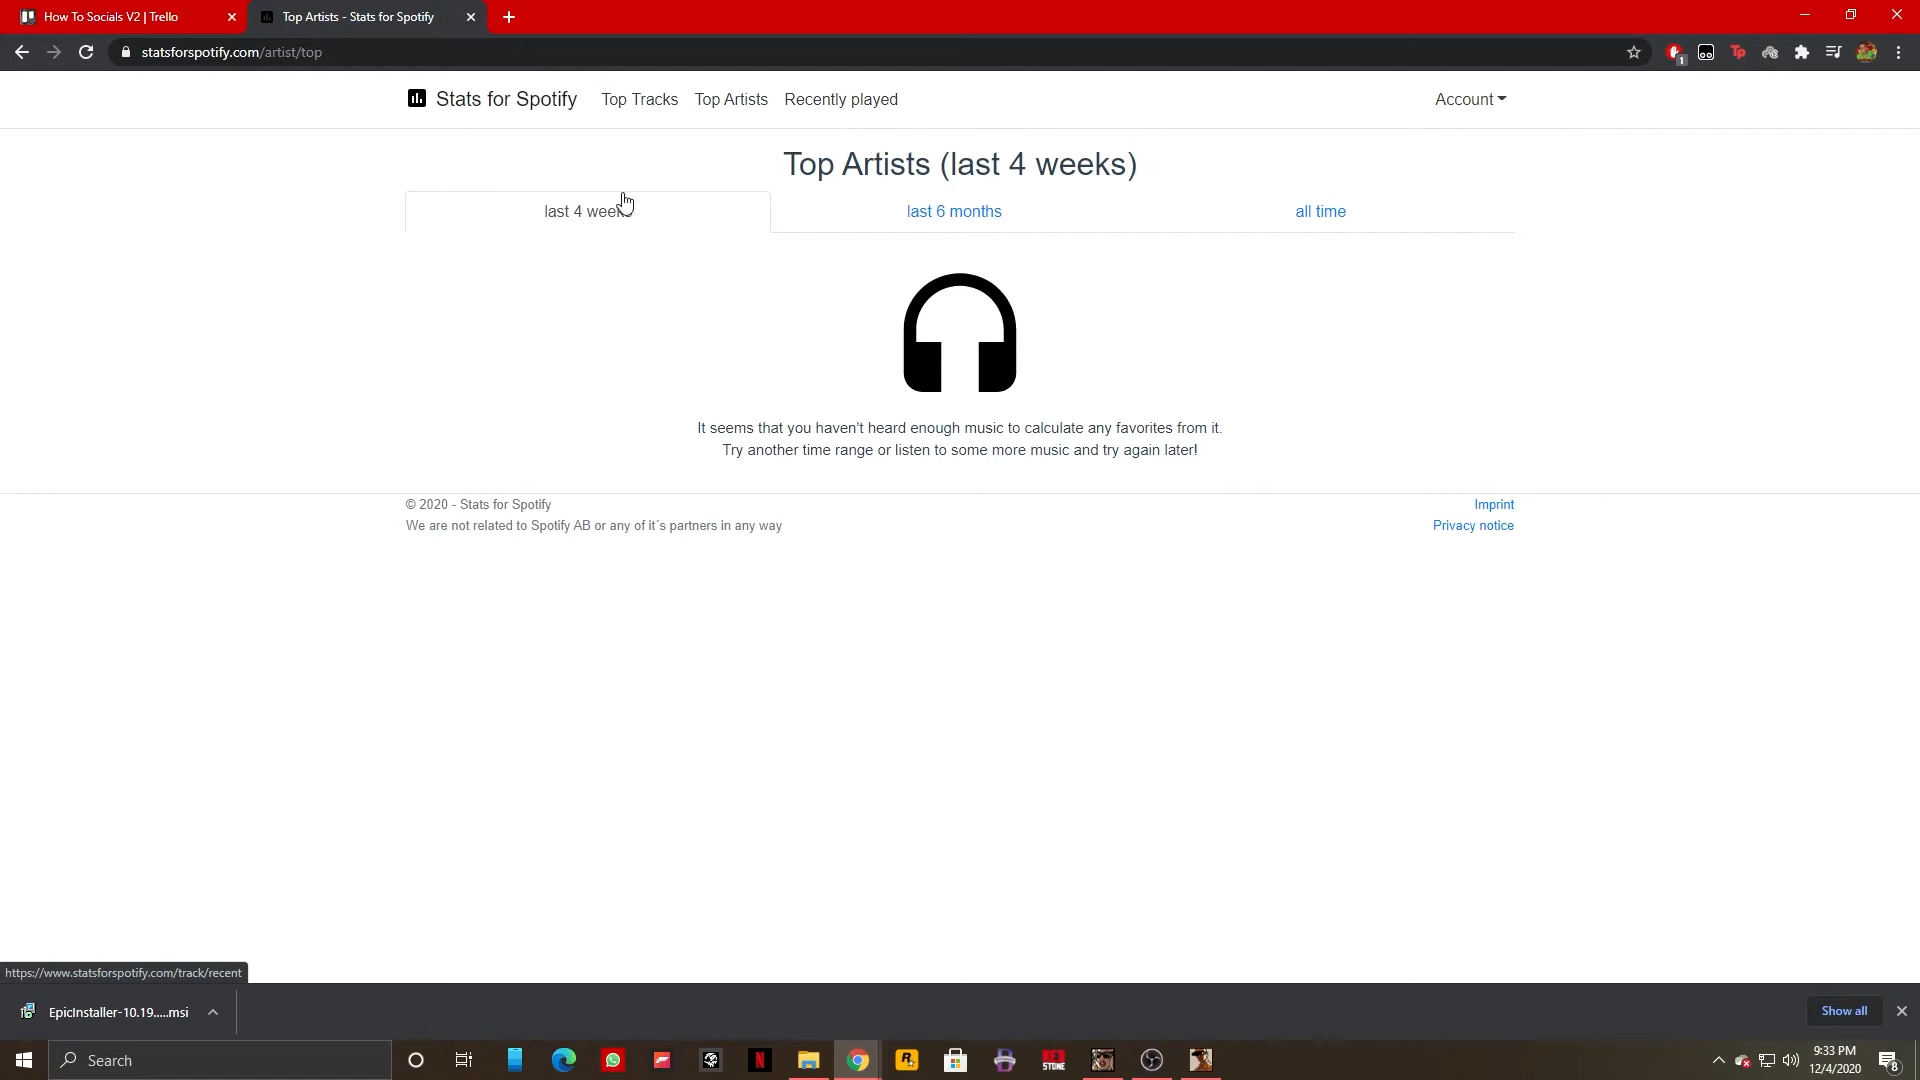 How To Socials V2 | Trello
Top Artists - Stats for Spotify
statsforspotify.com/artist/top
1
Stats for Spotify
Top Tracks
Top Artists
Recently played
Account
Top Artists (last 4 weeks)
last 4 weeks
last 6 months
all time
It seems that you haven't heard enough music to calculate any favorites from it.
Try another time range or listen to some more music and try again later!
© 2020 - Stats for Spotify
Imprint
We are not related to Spotify AB or any of it´s partners in any way
Privacy notice
https://www.statsforspotify.com/track/recent
EpicInstaller-10.19.....msi
Show all
Search
STONE
9:33 PM
12/4/2020
8